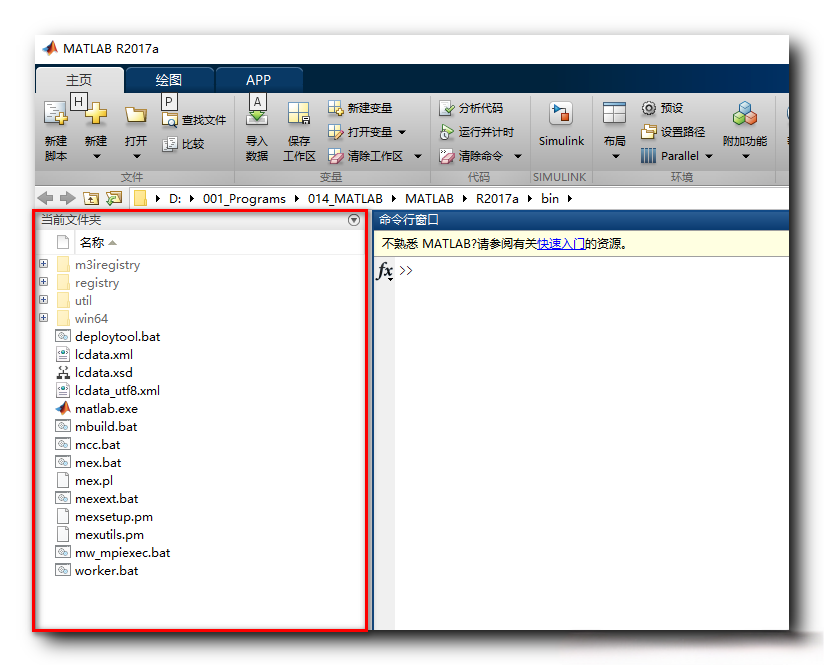 MATLAB R2017a
主页 绘图 APP
H P A
新建脚本 新建 打开 查找文件 比较 导入数据 保存工作区 新建变量 打开变量 清除工作区 分析代码 运行并计时 清除命令 Simulink 布局 预设 设置路径 Parallel 附加功能
文件 变量 代码 SIMULINK 环境
D: 001_Programs 014_MATLAB MATLAB R2017a bin
当前文件夹 命令行窗口
名称
不熟悉 MATLAB?请参阅有关快速入门的资源。
fx >>
m3iregistry
registry
util
win64
deploytool.bat
lcdata.xml
lcdata.xsd
lcdata_utf8.xml
matlab.exe
mbuild.bat
mcc.bat
mex.bat
mex.pl
mexext.bat
mexsetup.pm
mexutils.pm
mw_mpiexec.bat
worker.bat